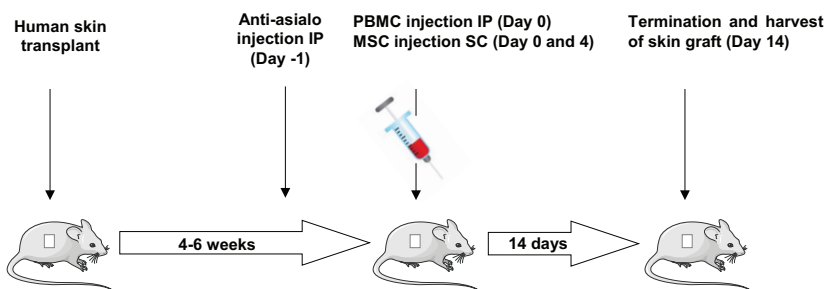 Human skin
transplant
Anti-asialo
injection IP
(Day -1)
PBMC injection IP (Day 0)
MSC injection SC (Day 0 and 4)
Termination and harvest
of skin graft (Day 14)
4-6 weeks
14 days